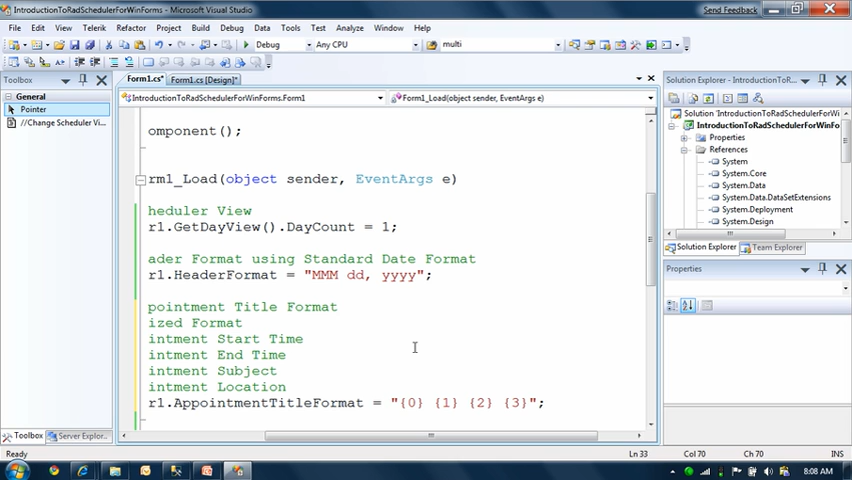 IntroductionToRadSchedulerForWinForms - Microsoft Visual Studio
Send Feedback
File Edit View Telerik Refactor Project Build Debug Data Tools Test Analyze Window Help
Debug Any CPU multi
Toolbox
General
Pointer
//Change Scheduler Vi...
Form1.cs* Form1.cs [Design]*
IntroductionToRadSchedulerForWinForms.Form1 Form1_Load(object sender, EventArgs e)
omponent();
rm1_Load(object sender, EventArgs e)
heduler View
r1.GetDayView().DayCount = 1;
ader Format using Standard Date Format
r1.HeaderFormat = "MMM dd, yyyy";
pointment Title Format
ized Format
intment Start Time
intment End Time
intment Subject
intment Location
r1.AppointmentTitleFormat = "{0} {1} {2} {3}";
Solution Explorer - IntroductionToR...
Solution 'IntroductionToRadSchedulerF
IntroductionToRadSchedulerForWinFo
Properties
References
System
System.Core
System.Data
System.Data.DataSetExtensions
System.Deployment
System.Design
Solution Explorer Team Explorer
Properties
Toolbox Server Explor...
Ready Ln 33 Col 70 Ch 70 INS
8:08 AM